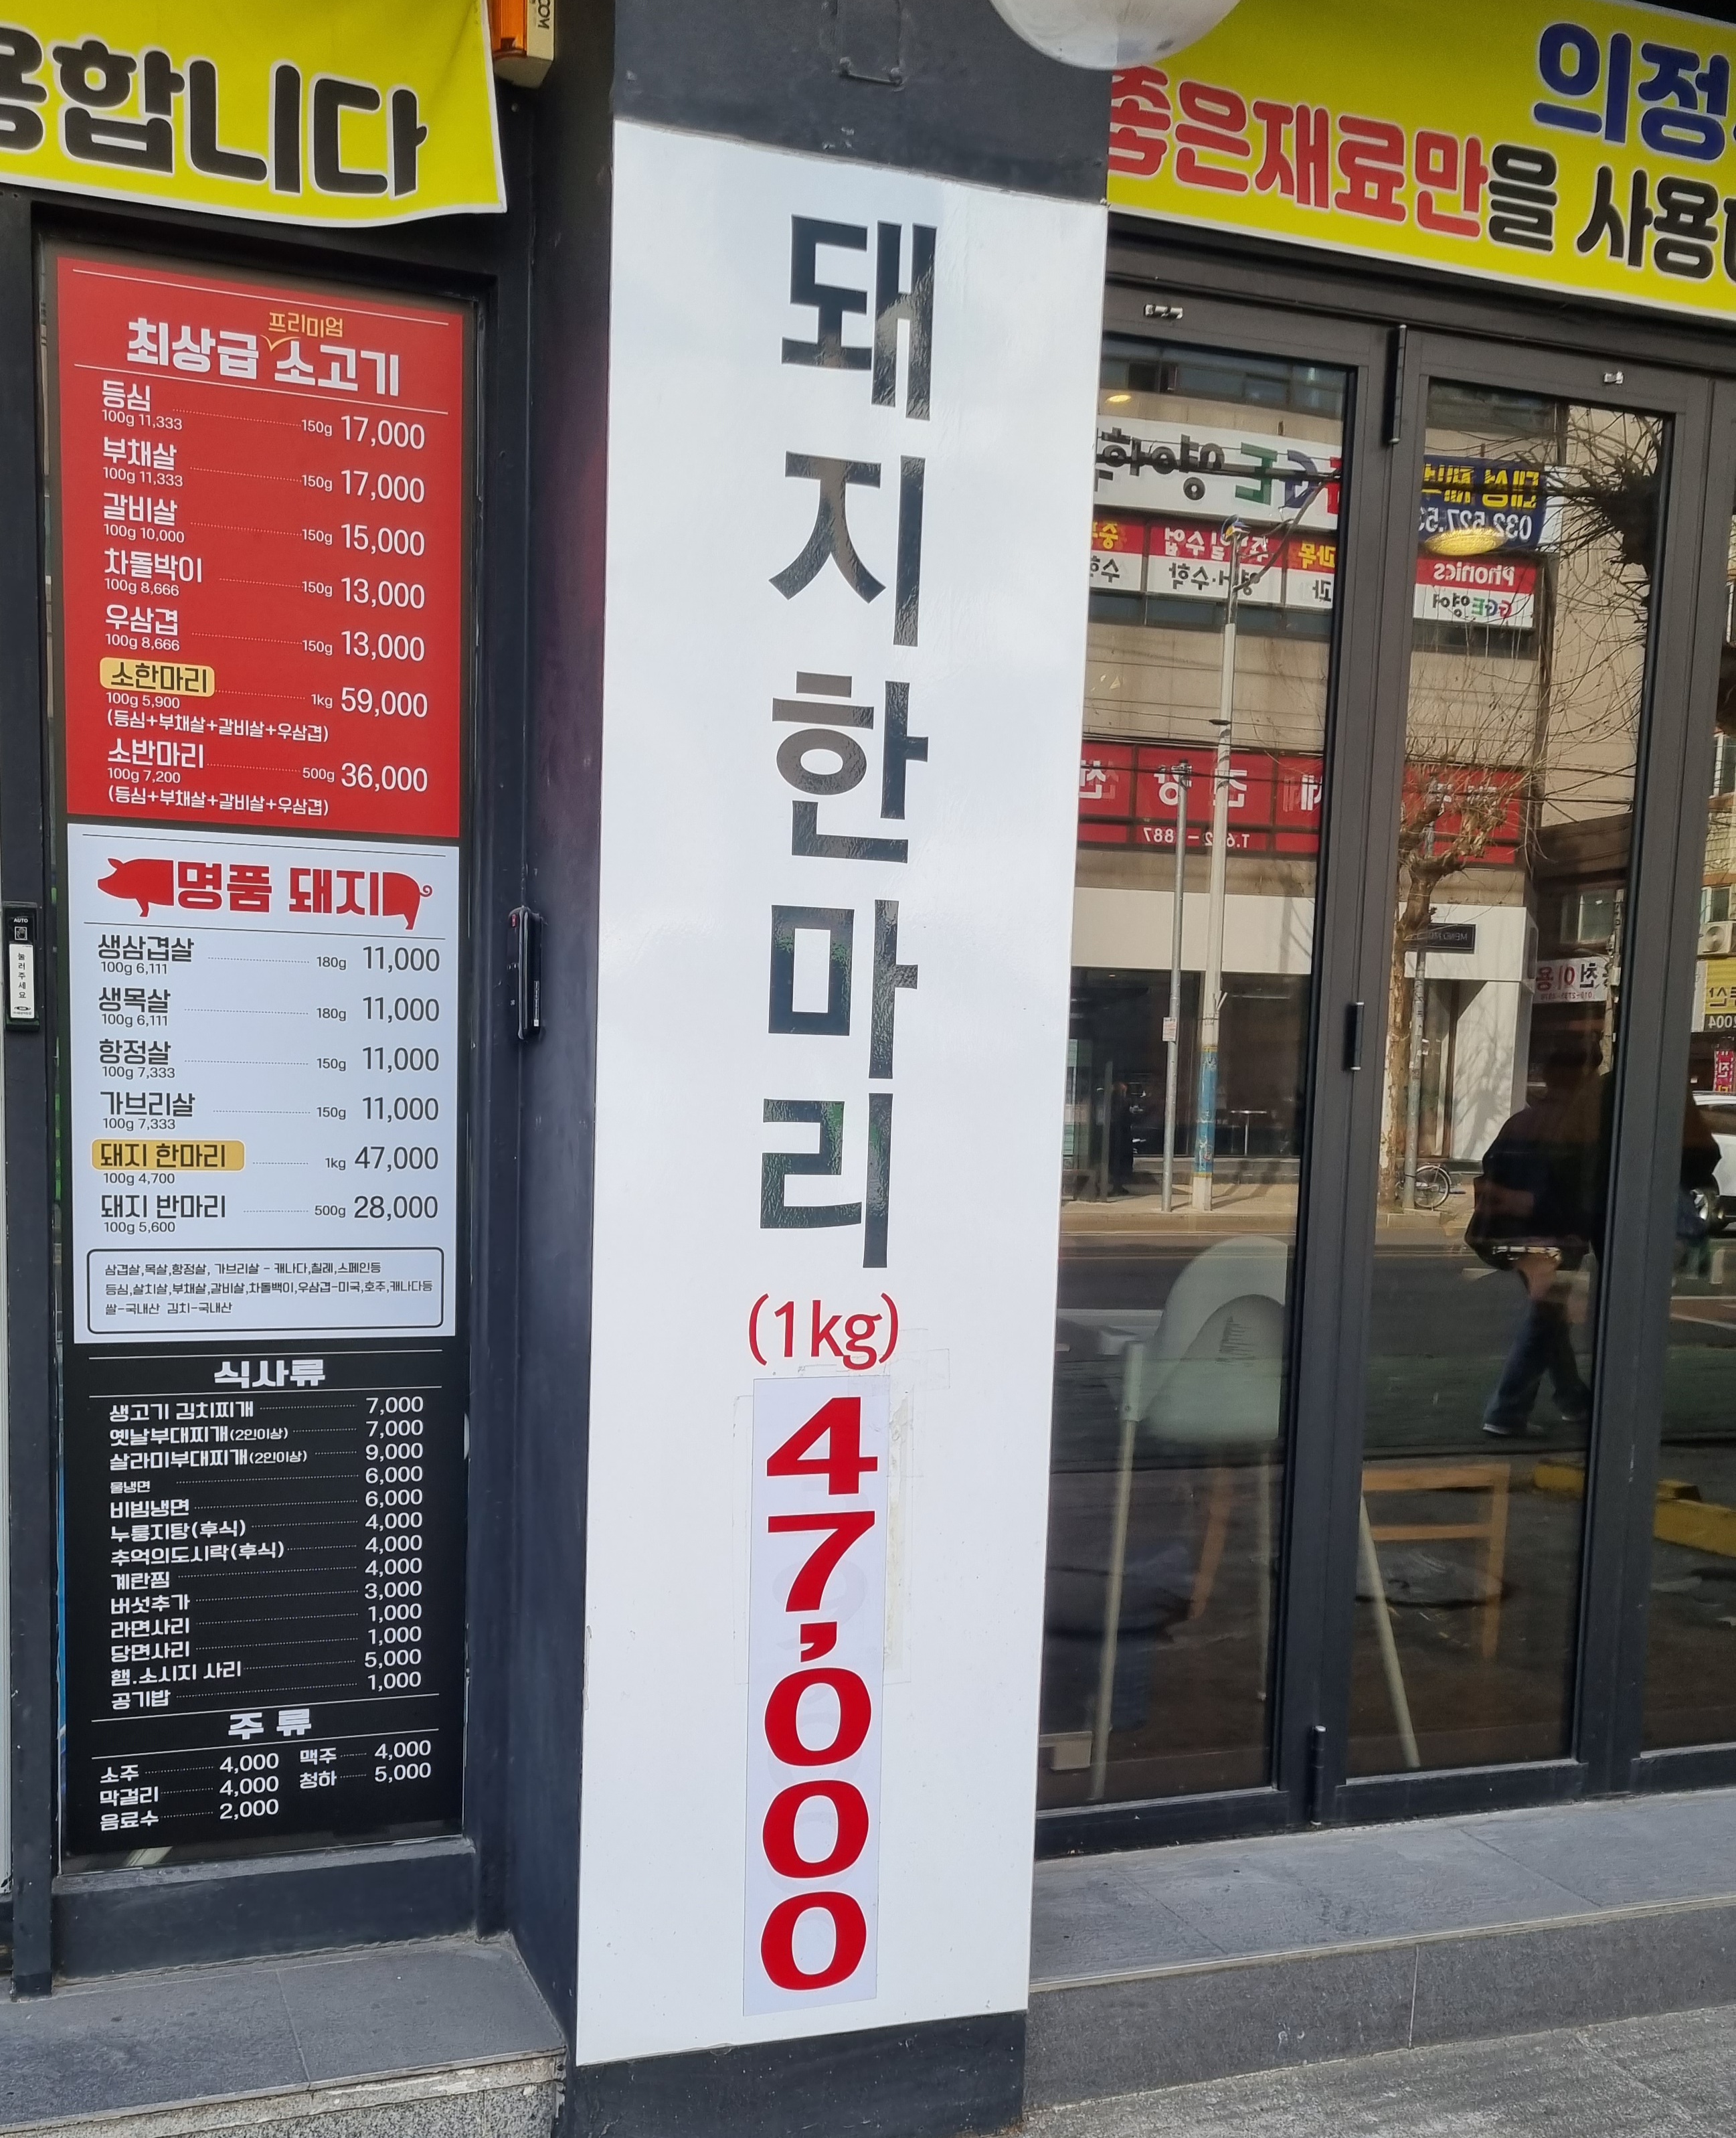 용합니다
의정
좋은재료만을 사용
프리미엄
최상급 소고기
등심 150g 17,000
100g 11,333
부채살 150g 17,000
100g 11,333
갈비살 150g 15,000
100g 10,000
차돌박이 150g 13,000
100g 8,666
우삼겹 150g 13,000
100g 8,666
소한마리 1kg 59,000
100g 5,900
(등심+부채살+갈비살+우삼겹)
소반마리 500g 36,000
100g 7,200
(등심+부채살+갈비살+우삼겹)
명품 돼지
생삼겹살 180g 11,000
100g 6,111
생목살 180g 11,000
100g 6,111
항정살 150g 11,000
100g 7,333
가브리살 150g 11,000
100g 7,333
돼지 한마리 1kg 47,000
100g 4,700
돼지 반마리 500g 28,000
100g 5,600
삼겹살,목살,항정살, 가브리살 - 캐나다,칠레,스페인등
등심,살치살,부채살,갈비살,차돌백이,우삼겹-미국,호주,캐나다등
쌀-국내산 김치-국내산
식사류
생고기 김치찌개 7,000
옛날부대찌개(2인이상) 7,000
살라미부대찌개(2인이상) 9,000
물냉면 6,000
비빔냉면 6,000
누룽지탕(후식) 4,000
추억의도시락(후식) 4,000
계란찜 4,000
버섯추가 3,000
라면사리 1,000
당면사리 1,000
햄.소시지 사리 5,000
공기밥 1,000
주류
소주 4,000 맥주 4,000
막걸리 4,000 청하 5,000
음료수 2,000
AUTO
눌러주세요
돼지한마리
(1kg)
47,000
Phonics
GGE영어